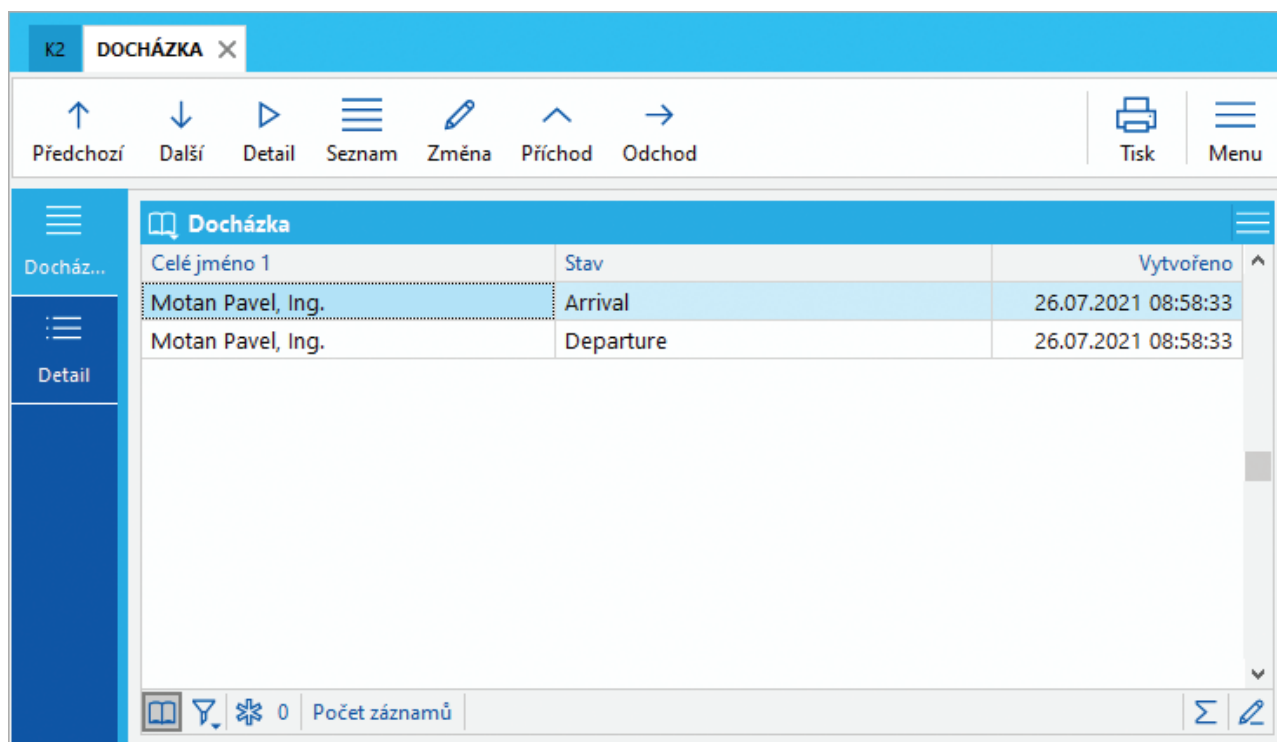 K2 DOCHÁZKA
Předchozí Další Detail Seznam Změna Příchod Odchod Tisk Menu
Docház...
Detail
Docházka
Celé jméno 1 Stav Vytvořeno
Motan Pavel, Ing. Arrival 26.07.2021 08:58:33
Motan Pavel, Ing. Departure 26.07.2021 08:58:33
0 Počet záznamů